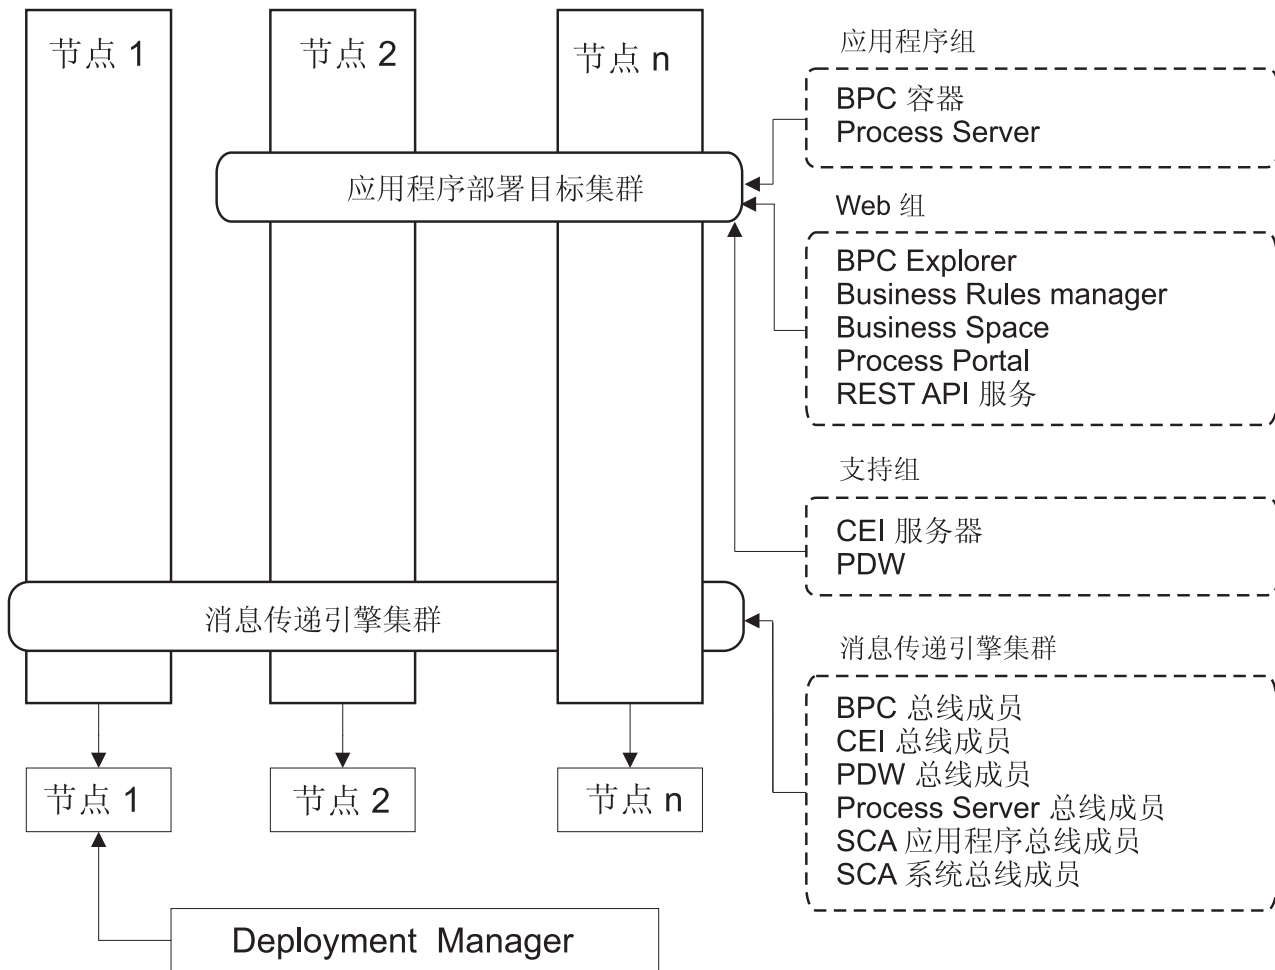 节点 1
节点 2
节点 n
应用程序组
BPC 容器
Process Server
应用程序部署目标集群
Web 组
BPC Explorer
Business Rules manager
Business Space
Process Portal
REST API 服务
支持组
CEI 服务器
PDW
消息传递引擎集群
消息传递引擎集群
BPC 总线成员
CEI 总线成员
PDW 总线成员
Process Server 总线成员
SCA 应用程序总线成员
SCA 系统总线成员
节点 1
节点 2
节点 n
Deployment Manager